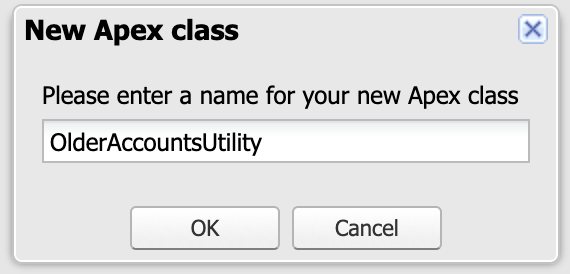 New Apex class
Please enter a name for your new Apex class
OlderAccountsUtility
OK
Cancel